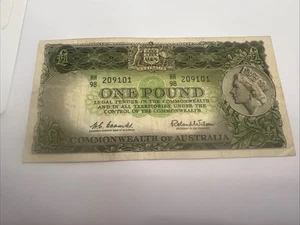 £1
HH 98 209101 HH 98 209101
ONE POUND
LEGAL TENDER IN THE COMMONWEALTH
AND IN ALL TERRITORIES UNDER THE
CONTROL OF THE COMMONWEALTH
COMMONWEALTH OF AUSTRALIA